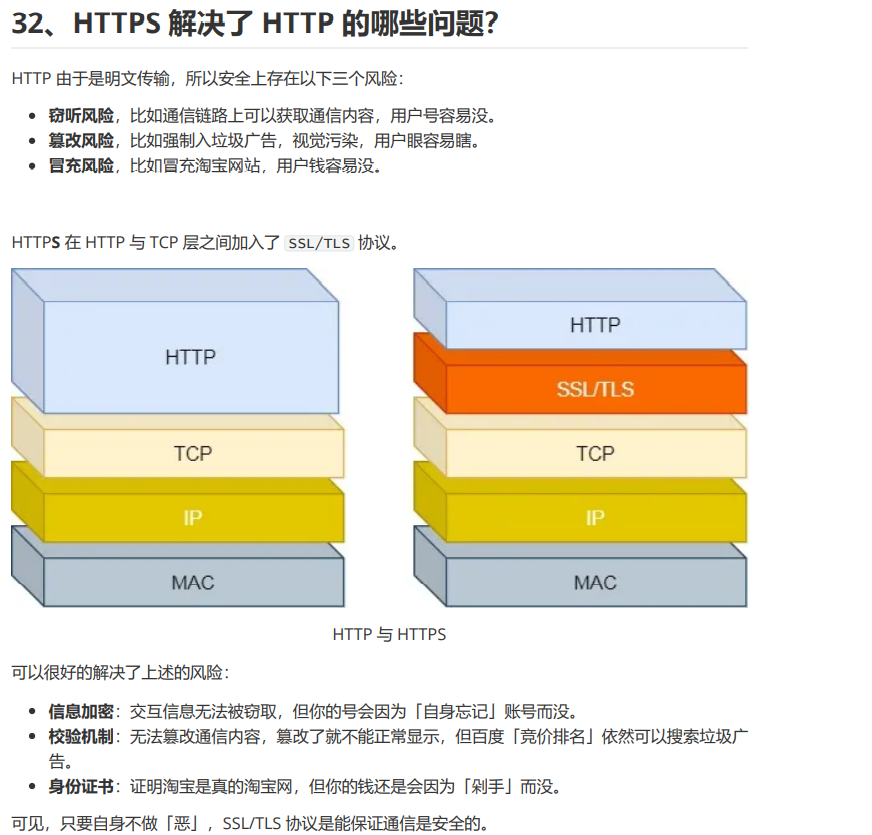 32、HTTPS 解决了 HTTP 的哪些问题?
HTTP 由于是明文传输，所以安全上存在以下三个风险：
• 窃听风险，比如通信链路上可以获取通信内容，用户号容易没。
• 篡改风险，比如强制入垃圾广告，视觉污染，用户眼容易瞎。
• 冒充风险，比如冒充淘宝网站，用户钱容易没。
HTTPS 在 HTTP 与 TCP 层之间加入了 SSL/TLS 协议。
HTTP
TCP
IP
MAC
HTTP
SSL/TLS
TCP
IP
MAC
HTTP 与 HTTPS
可以很好的解决了上述的风险：
• 信息加密：交互信息无法被窃取，但你的号会因为「自身忘记」账号而没。
• 校验机制：无法篡改通信内容，篡改了就不能正常显示，但百度「竞价排名」依然可以搜索垃圾广
告。
• 身份证书：证明淘宝是真的淘宝网，但你的钱还是会因为「剁手」而没。
可见，只要自身不做「恶」，SSL/TLS 协议是能保证通信是安全的。